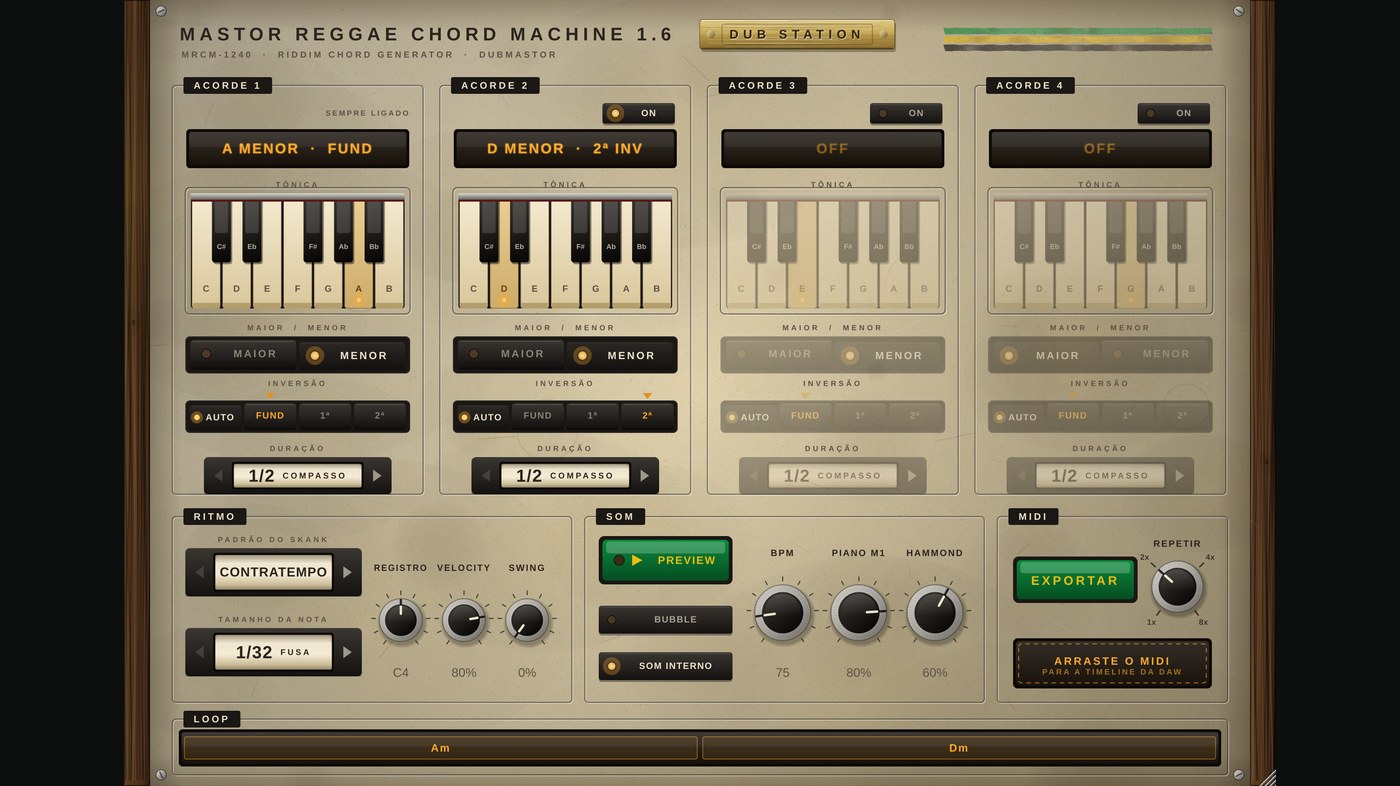 MASTOR REGGAE CHORD MACHINE 1.6
MRCM-1240 · RIDDIM CHORD GENERATOR · DUBMASTOR
DUB STATION
ACORDE 1
SEMPRE LIGADO
A MENOR · FUND
TÔNICA
C# Eb F# Ab Bb
C D E F G A B
MAIOR / MENOR
MAIOR MENOR
INVERSÃO
AUTO FUND 1ª 2ª
DURAÇÃO
1/2 COMPASSO
ACORDE 2
ON
D MENOR · 2ª INV
TÔNICA
C# Eb F# Ab Bb
C D E F G A B
MAIOR / MENOR
MAIOR MENOR
INVERSÃO
AUTO FUND 1ª 2ª
DURAÇÃO
1/2 COMPASSO
ACORDE 3
ON
OFF
TÔNICA
C# Eb F# Ab Bb
C D E F G A B
MAIOR / MENOR
MAIOR MENOR
INVERSÃO
AUTO FUND 1ª 2ª
DURAÇÃO
1/2 COMPASSO
ACORDE 4
ON
OFF
TÔNICA
C# Eb F# Ab Bb
C D E F G A B
MAIOR / MENOR
MAIOR MENOR
INVERSÃO
AUTO FUND 1ª 2ª
DURAÇÃO
1/2 COMPASSO
RITMO
PADRÃO DO SKANK
CONTRATEMPO
TAMANHO DA NOTA
1/32 FUSA
REGISTRO VELOCITY SWING
C4 80% 0%
SOM
PREVIEW
BUBBLE
SOM INTERNO
BPM PIANO M1 HAMMOND
75 80% 60%
MIDI
EXPORTAR
REPETIR
2x 4x
1x 8x
ARRASTE O MIDI
PARA A TIMELINE DA DAW
LOOP
Am Dm